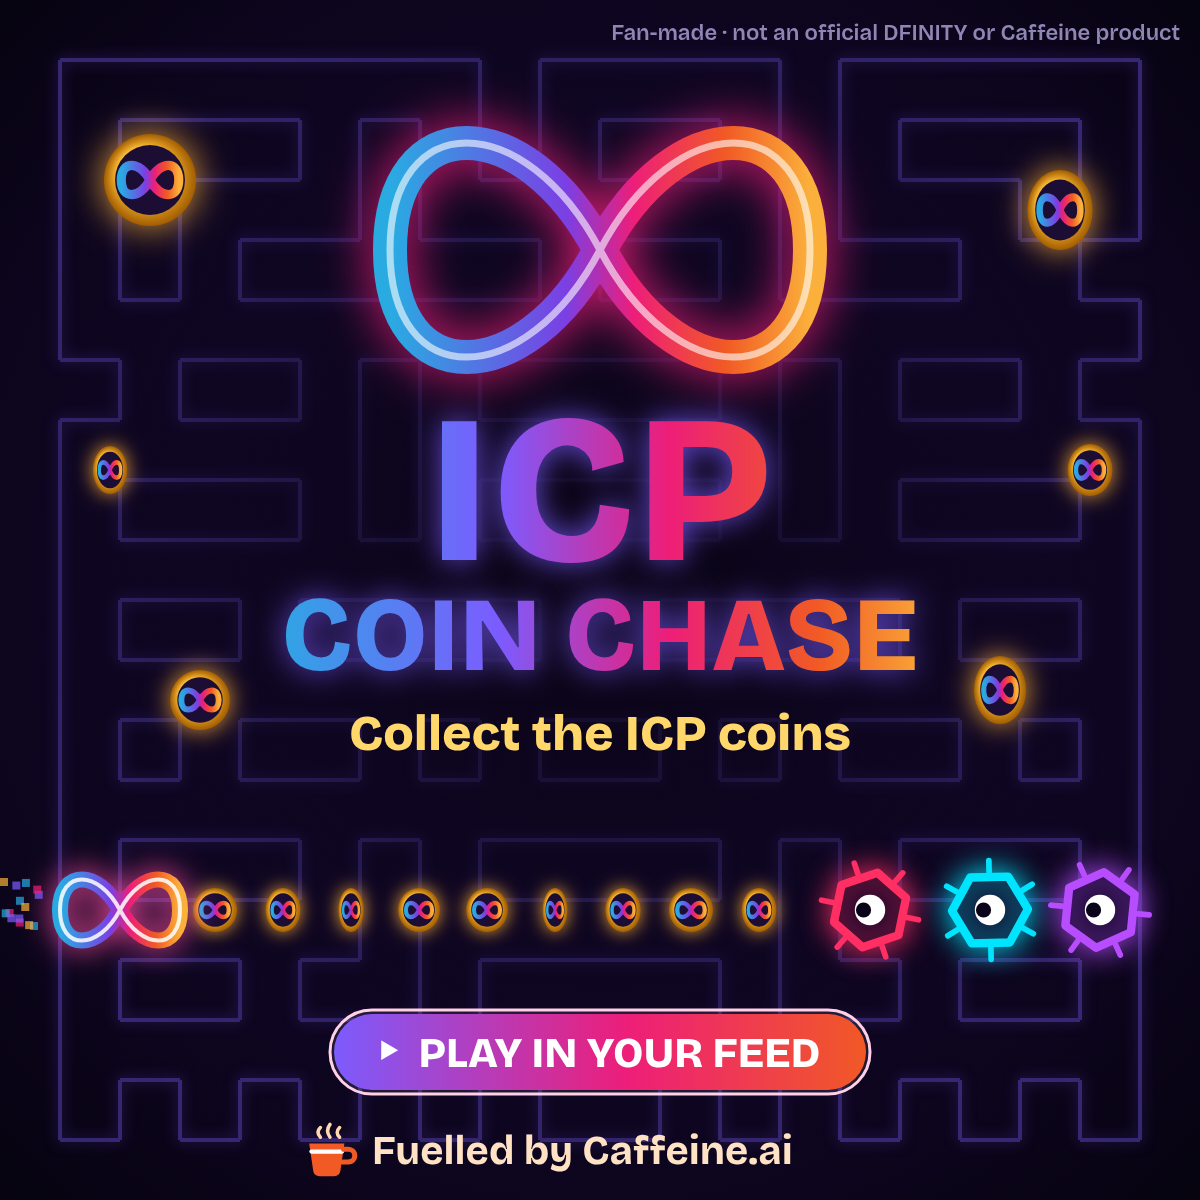 Fan-made · not an official DFINITY or Caffeine product
ICP
COIN CHASE
Collect the ICP coins
PLAY IN YOUR FEED
Fuelled by Caffeine.ai